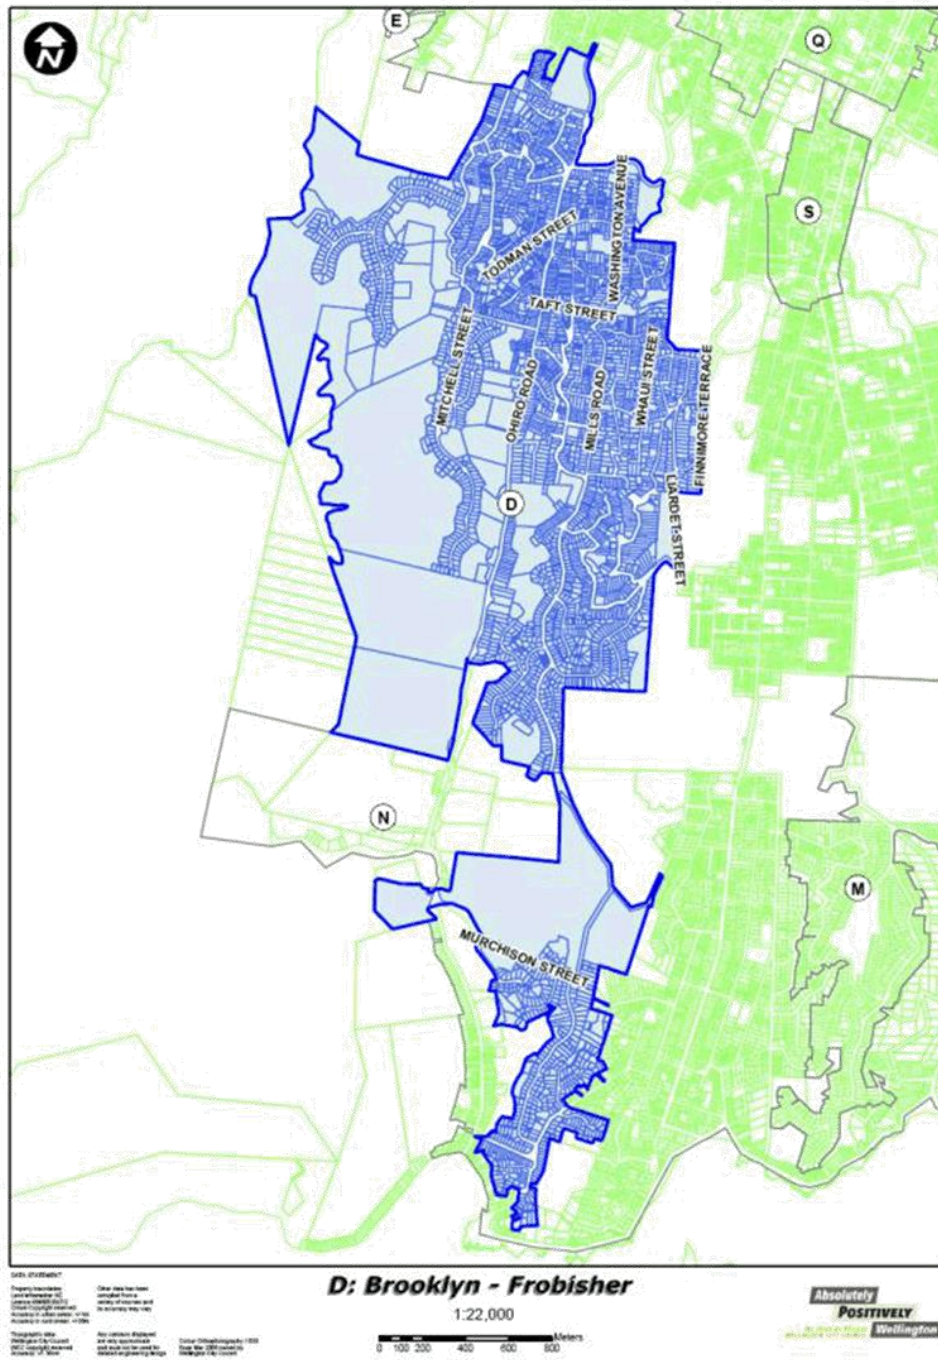 E
N
Q
S
WASHINGTON AVENUE
TODMAN STREET
TAFT STREET
MITCHELL STREET
OHIRO ROAD
MILLS ROAD
WHAUI STREET
FINNIMORE TERRACE
D
LIARDET STREET
N
M
MURCHISON STREET
D: Brooklyn - Frobisher
1:22,000
Meters
0 100 200 400 600 800
Absolutely
POSITIVELY
Wellington